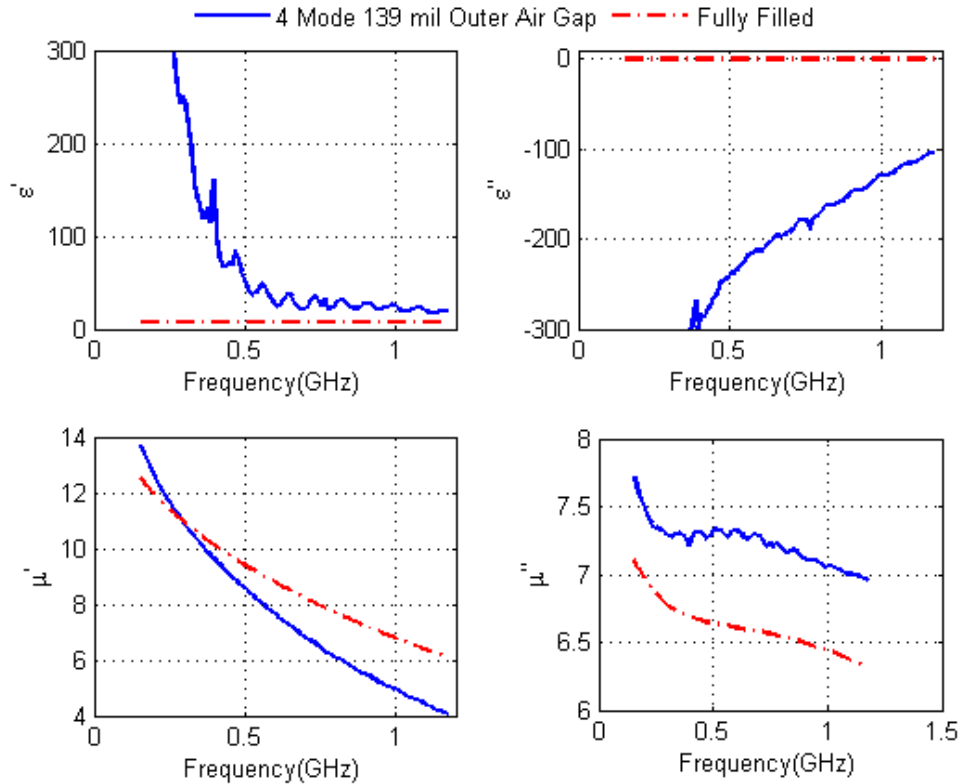 4 Mode 139 mil Outer Air Gap Fully Filled
300
200
100
0
ε'
0 0.5 1
Frequency(GHz)
0
-100
-200
-300
ε''
0 0.5 1
Frequency(GHz)
14
12
10
8
6
4
μ'
0 0.5 1
Frequency(GHz)
8
7.5
7
6.5
6
μ''
0 0.5 1 1.5
Frequency(GHz)